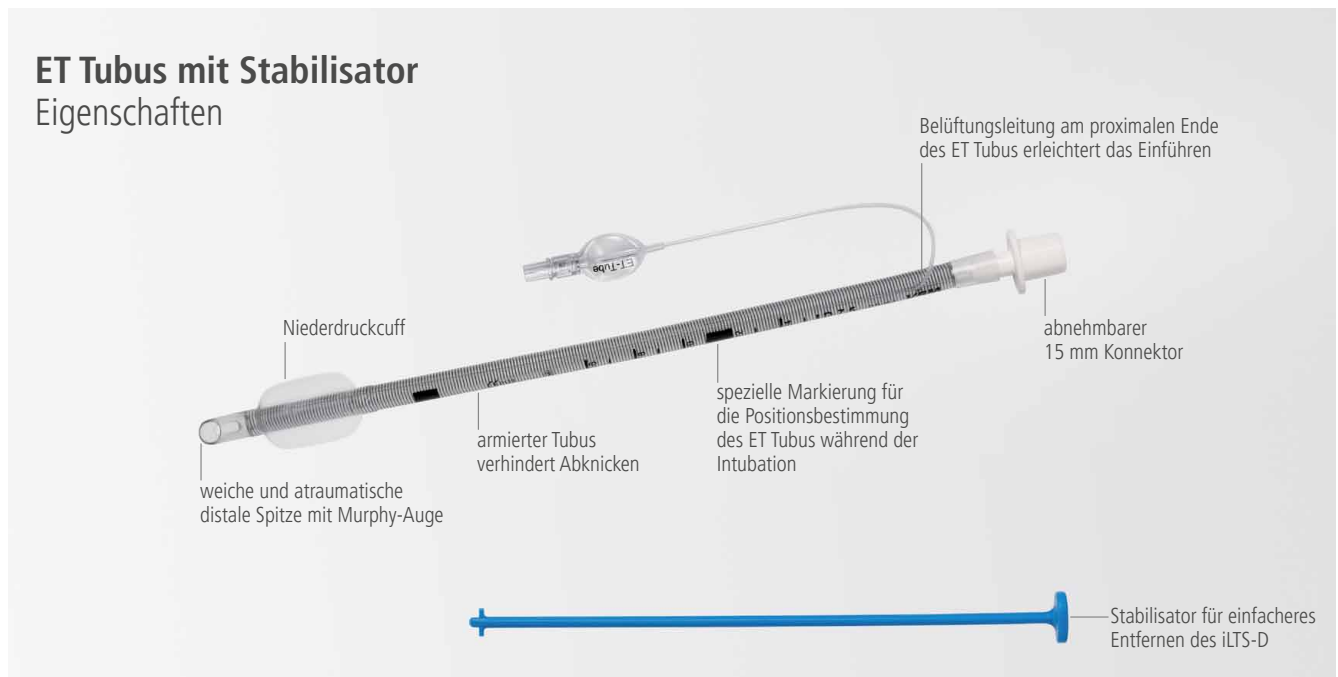 ET Tubus mit Stabilisator
Eigenschaften
Belüftungsleitung am proximalen Ende
des ET Tubus erleichtert das Einführen
ET-Tube
Niederdruckcuff
abnehmbarer
15 mm Konnektor
spezielle Markierung für
die Positionsbestimmung
des ET Tubus während der
Intubation
armierter Tubus
verhindert Abknicken
weiche und atraumatische
distale Spitze mit Murphy-Auge
Stabilisator für einfacheres
Entfernen des iLTS-D